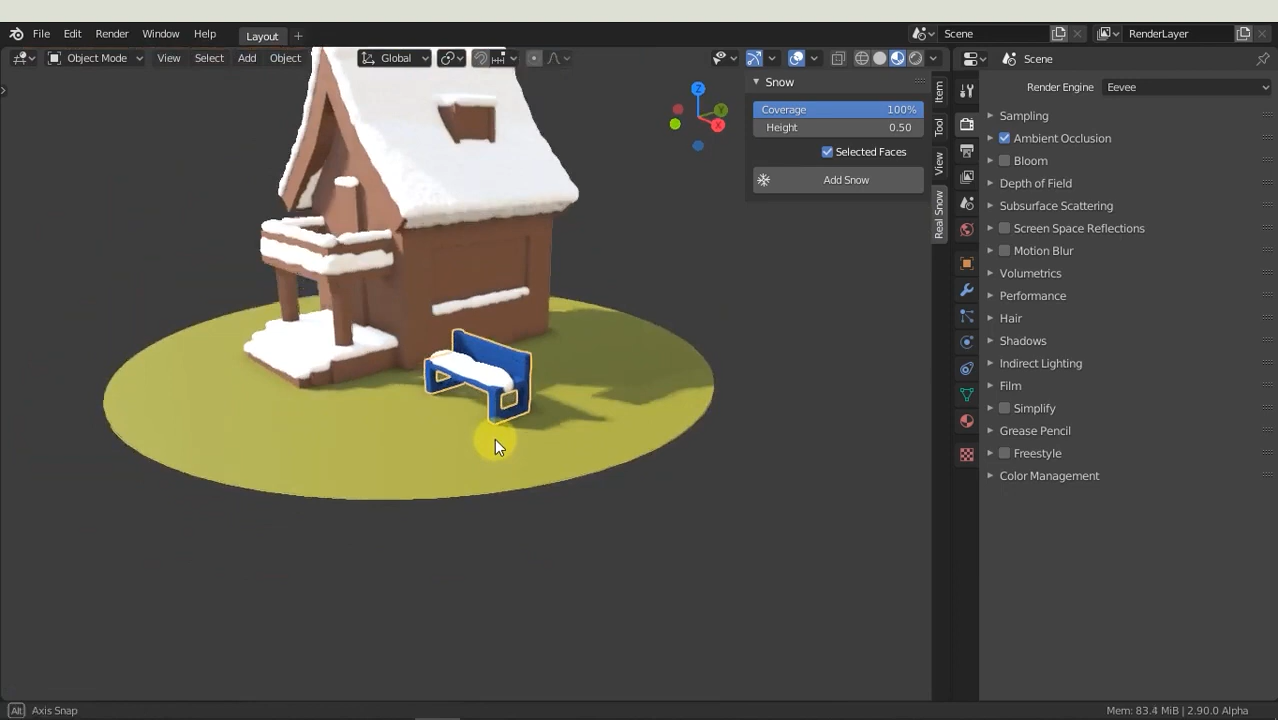 File Edit Render Window Help Layout + Scene RenderLayer
Object Mode View Select Add Object Global Scene
Snow
Coverage 100%
Height 0.50
Selected Faces
Add Snow
Item
Tool
View
Real Snow
Z
Y
X
Render Engine Eevee
Sampling
Ambient Occlusion
Bloom
Depth of Field
Subsurface Scattering
Screen Space Reflections
Motion Blur
Volumetrics
Performance
Hair
Shadows
Indirect Lighting
Film
Simplify
Grease Pencil
Freestyle
Color Management
Alt Axis Snap Mem: 83.4 MiB | 2.90.0 Alpha